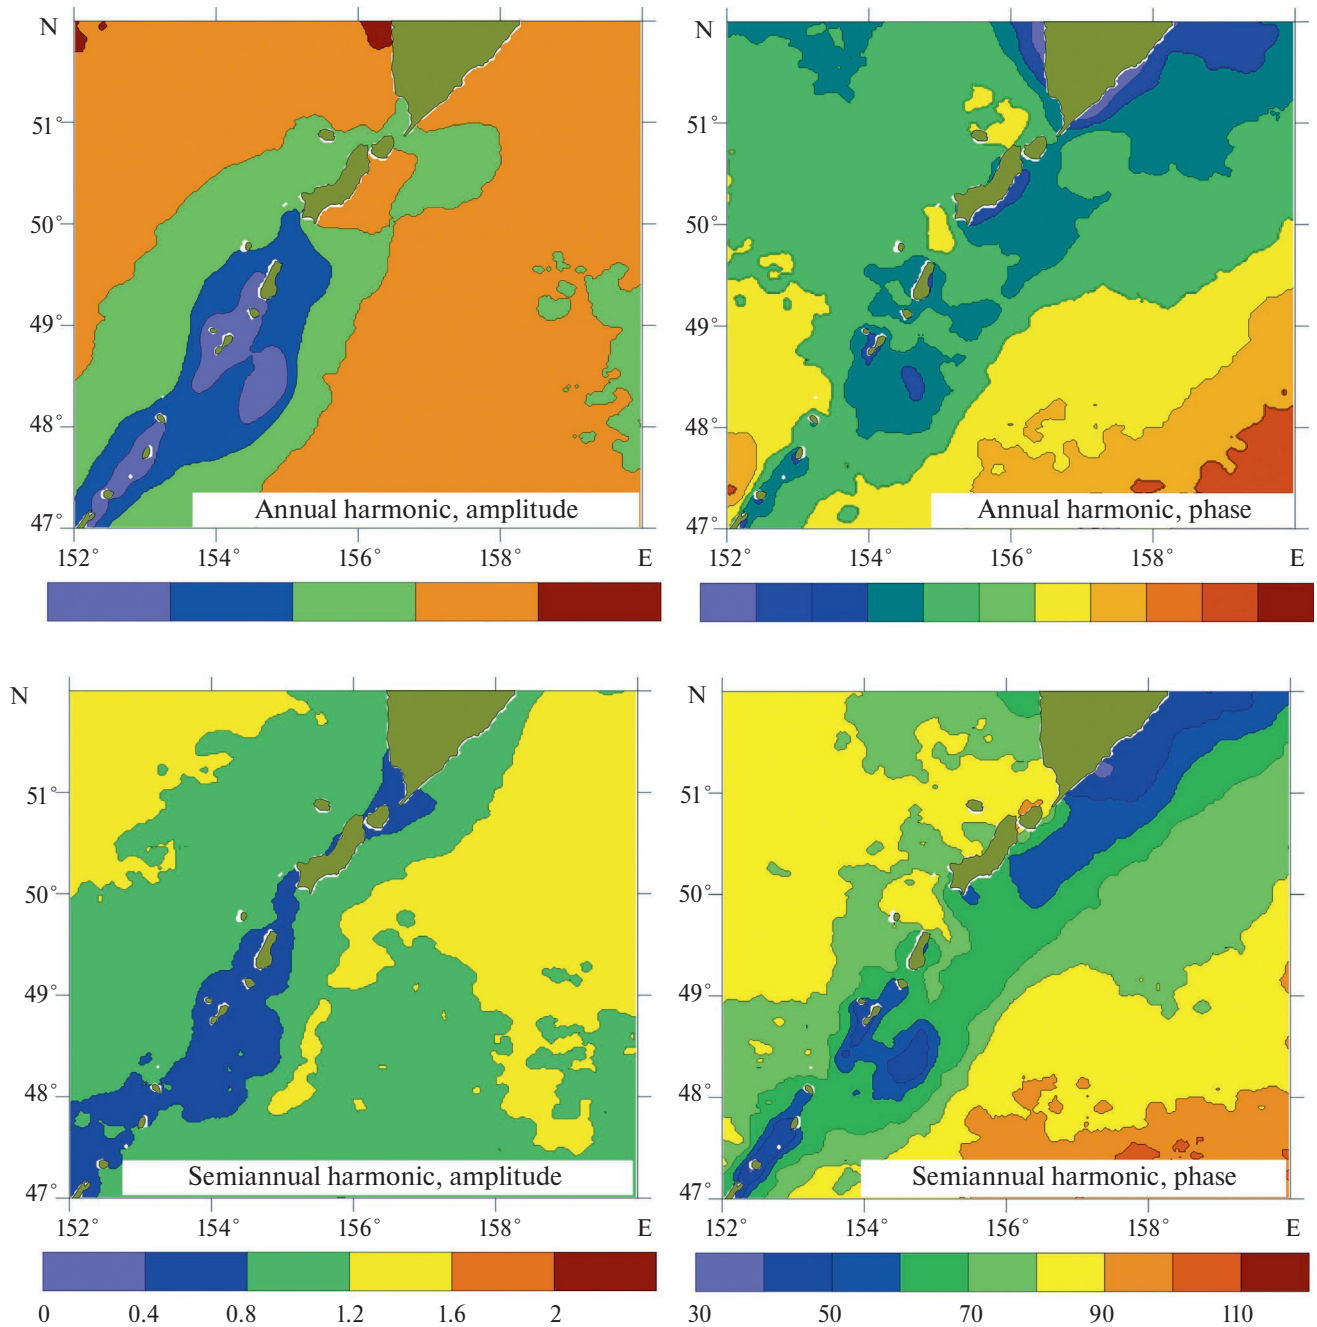 N
51°
50°
49°
48°
47°
Annual harmonic, amplitude
152° 154° 156° 158° E
N
51°
50°
49°
48°
47°
Annual harmonic, phase
152° 154° 156° 158° E
N
51°
50°
49°
48°
47°
Semiannual harmonic, amplitude
152° 154° 156° 158° E
0 0.4 0.8 1.2 1.6 2
N
51°
50°
49°
48°
47°
Semiannual harmonic, phase
152° 154° 156° 158° E
30 50 70 90 110